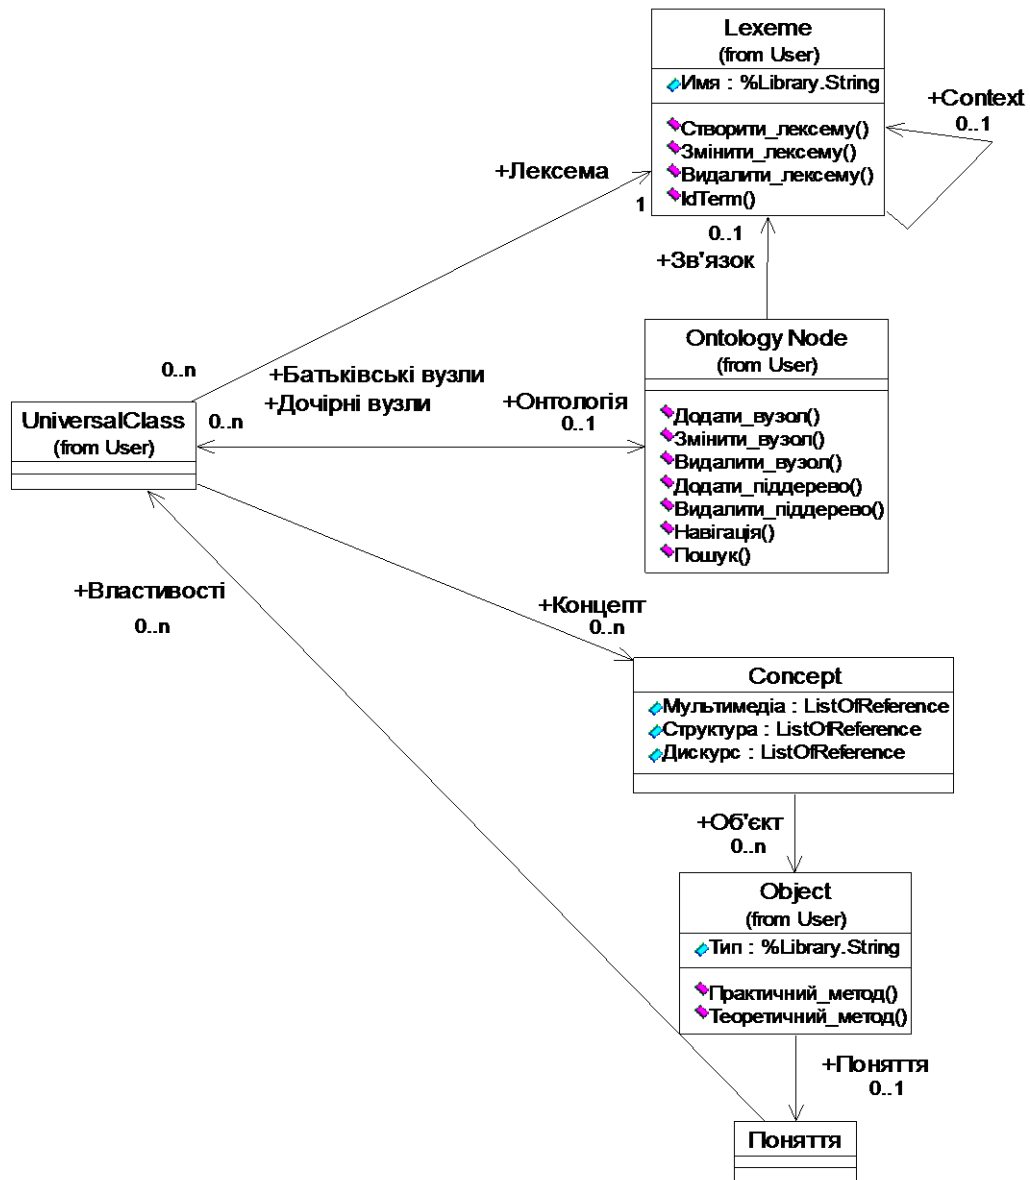 Lexeme
(from User)
Имя : %Library.String
Створити_лексему()
Змінити_лексему()
Видалити_лексему()
IdTerm()
+Context
0..1
+Лексема
1
0..1
+Зв'язок
Ontology Node
(from User)
Додати_вузол()
Змінити_вузол()
Видалити_вузол()
Додати_піддерево()
Видалити_піддерево()
Навігація()
Пошук()
0..n
+Батьківські вузли
+Дочірні вузли
0..n
+Онтологія
0..1
UniversalClass
(from User)
+Властивості
0..n
+Концепт
0..n
Concept
Мультимедіа : ListOfReference
Структура : ListOfReference
Дискурс : ListOfReference
+Об'єкт
0..n
Object
(from User)
Тип : %Library.String
Практичний_метод()
Теоретичний_метод()
+Поняття
0..1
Поняття